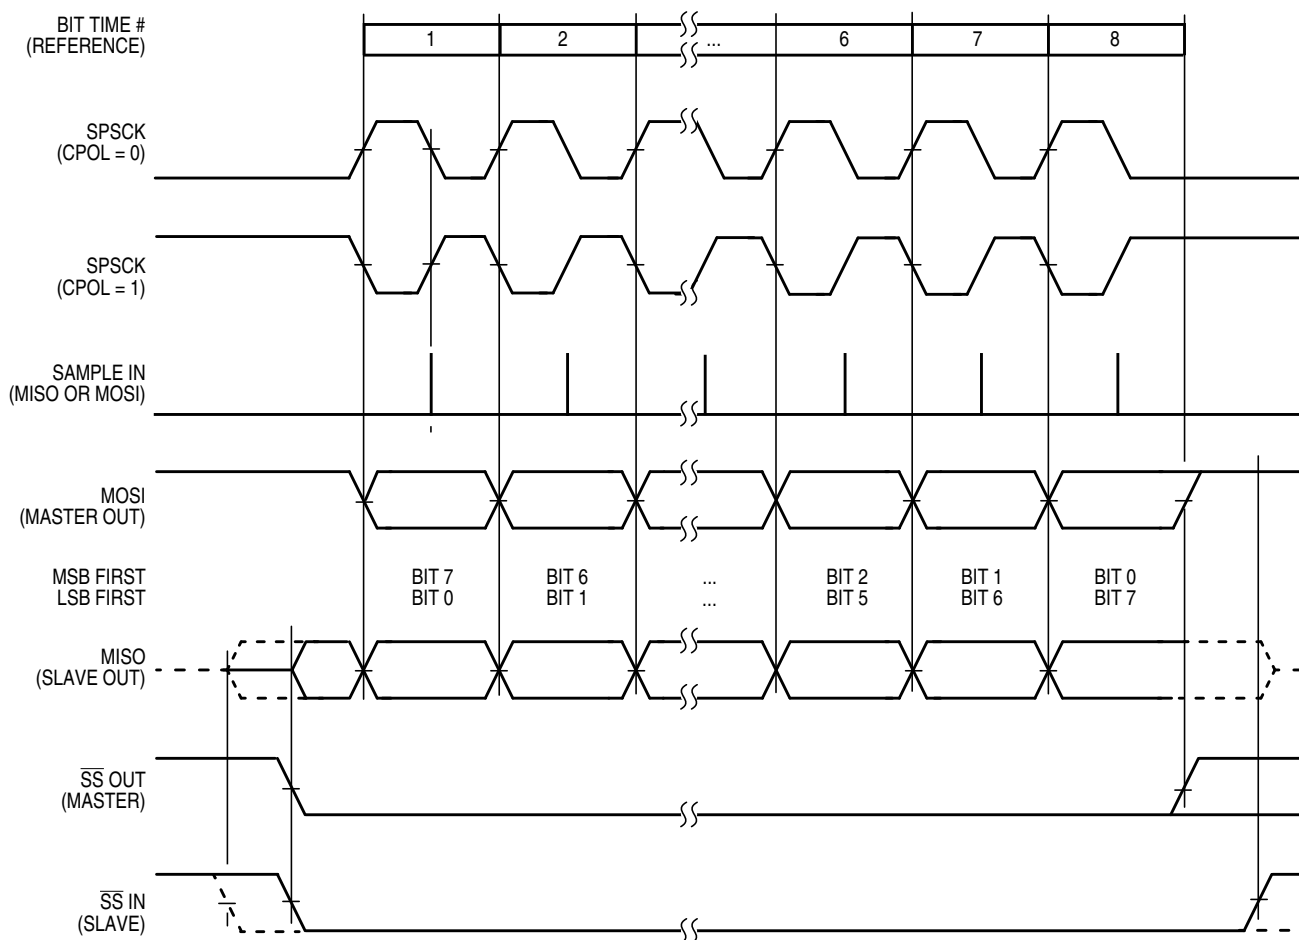 BIT TIME #
(REFERENCE)
1 2 ... 6 7 8
SPSCK
(CPOL = 0)
SPSCK
(CPOL = 1)
SAMPLE IN
(MISO OR MOSI)
MOSI
(MASTER OUT)
MSB FIRST BIT 7 BIT 6 ... BIT 2 BIT 1 BIT 0
LSB FIRST BIT 0 BIT 1 ... BIT 5 BIT 6 BIT 7
MISO
(SLAVE OUT)
S̅S̅ OUT
(MASTER)
S̅S̅ IN
(SLAVE)